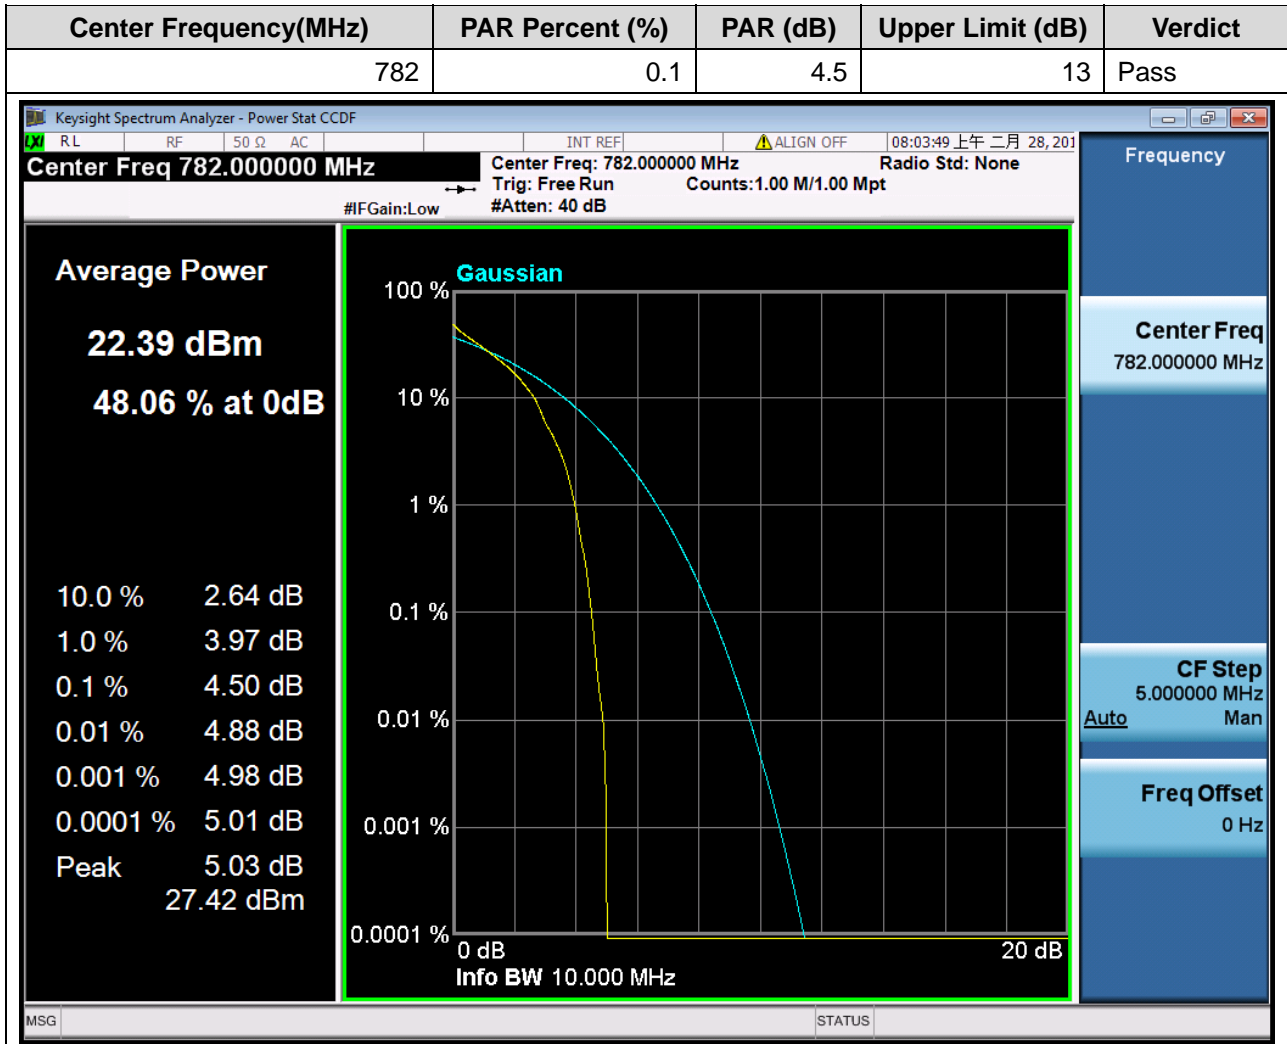 Center Frequency(MHz) PAR Percent (%) PAR (dB) Upper Limit (dB) Verdict
782 0.1 4.5 13 Pass
Keysight Spectrum Analyzer - Power Stat CCDF
LXI RL RF 50 Ω AC INT REF ALIGN OFF 08:03:49 上午 二月 28, 201
Center Freq 782.000000 MHz
Center Freq: 782.000000 MHz Radio Std: None
Trig: Free Run Counts:1.00 M/1.00 Mpt
#IFGain:Low #Atten: 40 dB
Average Power
22.39 dBm
48.06 % at 0dB
10.0 % 2.64 dB
1.0 % 3.97 dB
0.1 % 4.50 dB
0.01 % 4.88 dB
0.001 % 4.98 dB
0.0001 % 5.01 dB
Peak 5.03 dB
27.42 dBm
Gaussian
100 %
10 %
1 %
0.1 %
0.01 %
0.001 %
0.0001 %
0 dB 20 dB
Info BW 10.000 MHz
Frequency
Center Freq
782.000000 MHz
CF Step
5.000000 MHz
Auto Man
Freq Offset
0 Hz
MSG STATUS